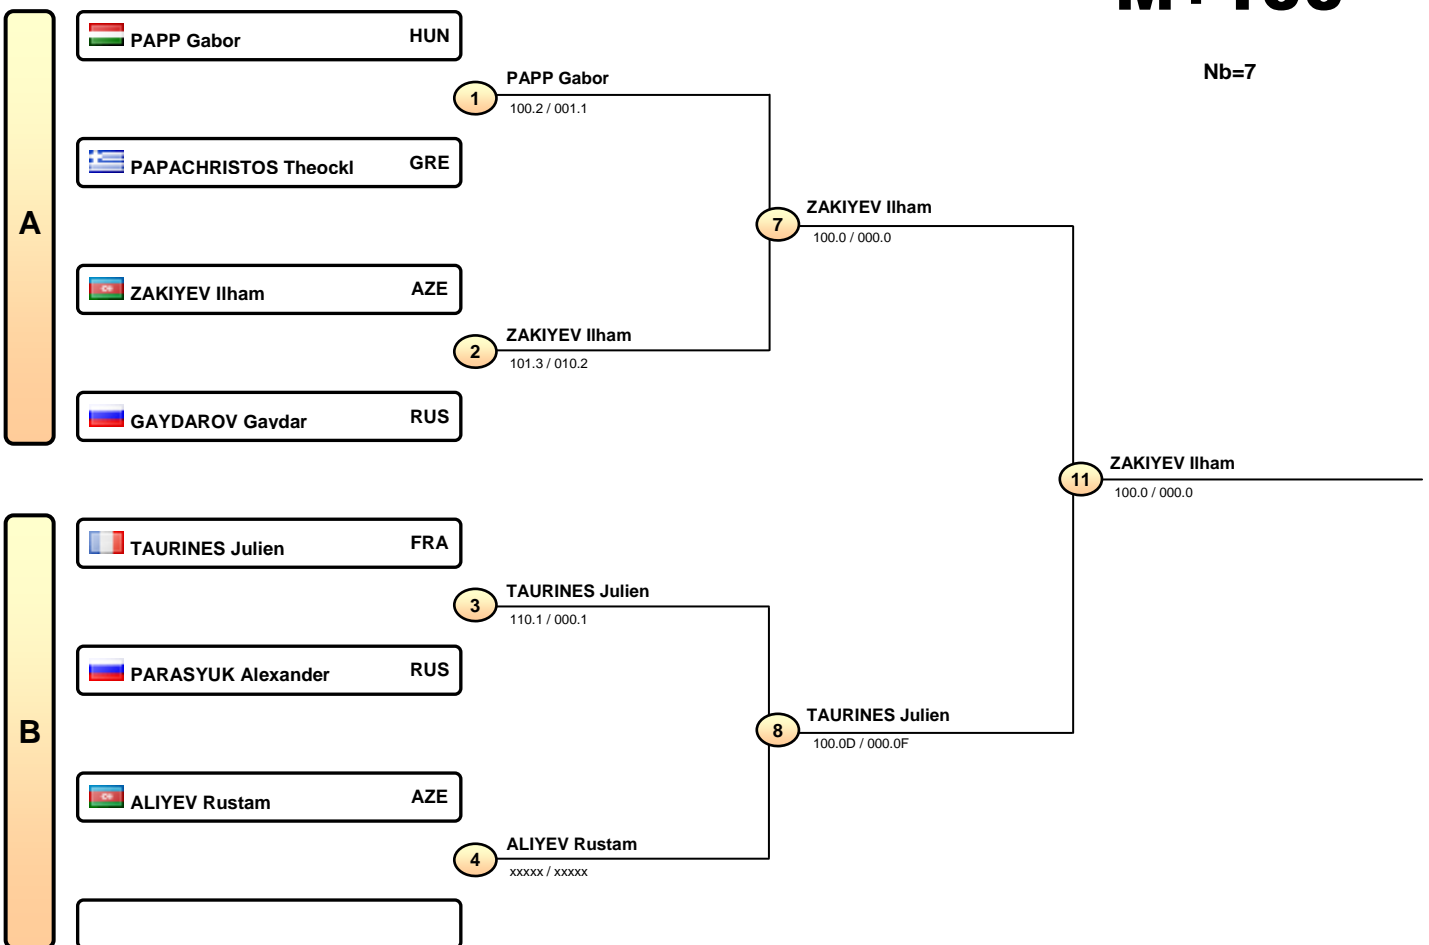 M+100
Nb=7
A
PAPP Gabor HUN
1
PAPP Gabor
100.2 / 001.1
PAPACHRISTOS Theockl GRE
7
ZAKIYEV Ilham
100.0 / 000.0
ZAKIYEV Ilham AZE
2
ZAKIYEV Ilham
101.3 / 010.2
GAYDAROV Gaydar RUS
11
ZAKIYEV Ilham
100.0 / 000.0
B
TAURINES Julien FRA
3
TAURINES Julien
110.1 / 000.1
PARASYUK Alexander RUS
8
TAURINES Julien
100.0D / 000.0F
ALIYEV Rustam AZE
4
ALIYEV Rustam
xxxxx / xxxxx